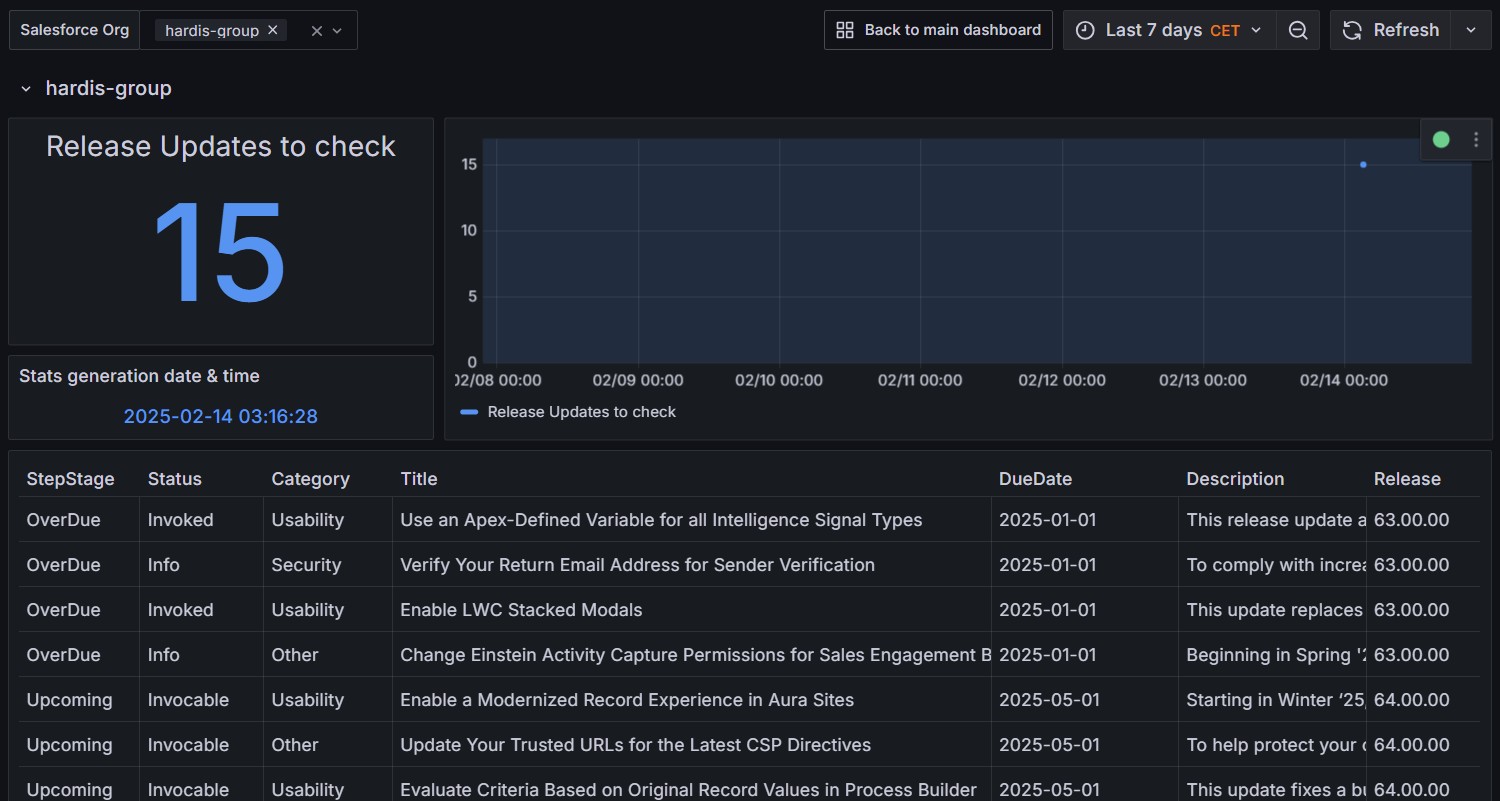 Salesforce Org hardis-group Back to main dashboard Last 7 days CET Refresh
hardis-group
Release Updates to check
15
Stats generation date & time
2025-02-14 03:16:28
15
10
5
0
02/08 00:00 02/09 00:00 02/10 00:00 02/11 00:00 02/12 00:00 02/13 00:00 02/14 00:00
Release Updates to check
StepStage Status Category Title DueDate Description Release
OverDue Invoked Usability Use an Apex-Defined Variable for all Intelligence Signal Types 2025-01-01 This release update a 63.00.00
OverDue Info Security Verify Your Return Email Address for Sender Verification 2025-01-01 To comply with increa 63.00.00
OverDue Invoked Usability Enable LWC Stacked Modals 2025-01-01 This update replaces 63.00.00
OverDue Info Other Change Einstein Activity Capture Permissions for Sales Engagement B 2025-01-01 Beginning in Spring '2 63.00.00
Upcoming Invocable Usability Enable a Modernized Record Experience in Aura Sites 2025-05-01 Starting in Winter ‘25, 64.00.00
Upcoming Invocable Other Update Your Trusted URLs for the Latest CSP Directives 2025-05-01 To help protect your 64.00.00
Upcoming Invocable Usability Evaluate Criteria Based on Original Record Values in Process Builder 2025-05-01 This update fixes a bu 64.00.00